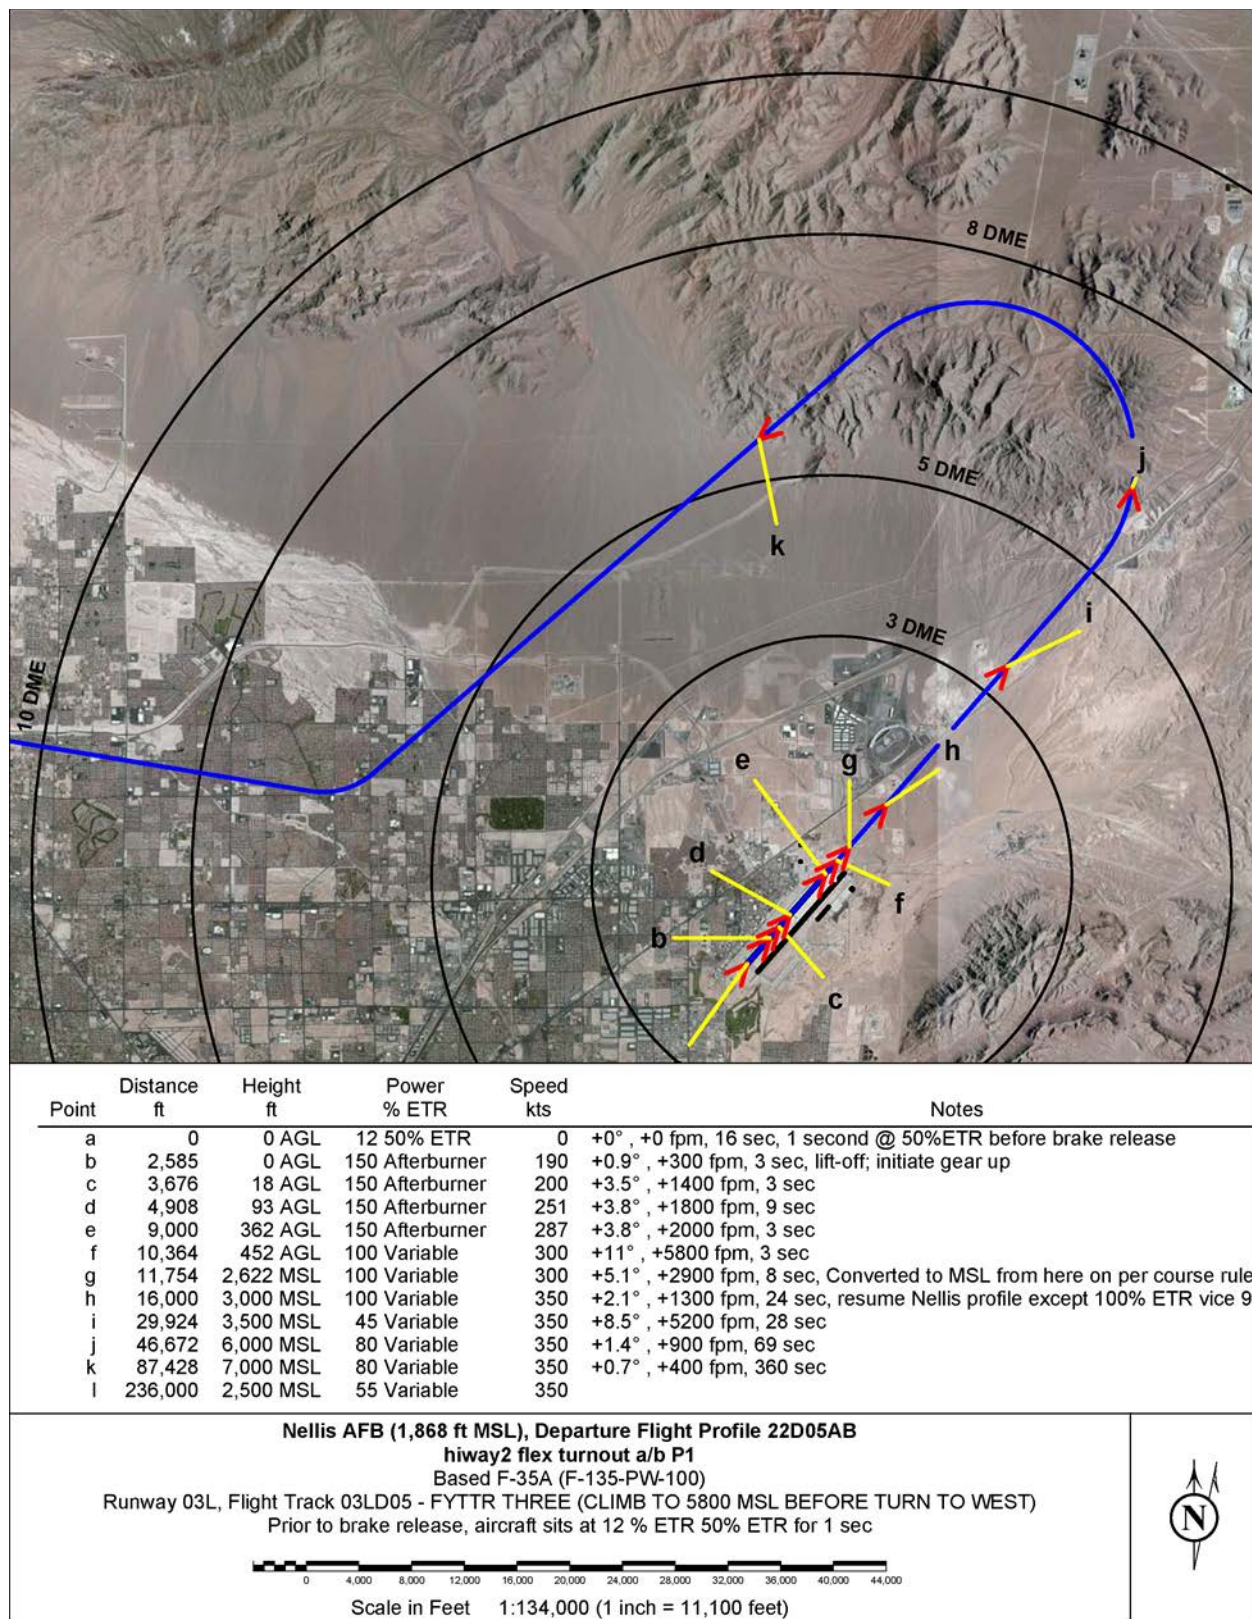 8 DME
5 DME
j
k
3 DME
i
10 DME
e
g
h
d
f
b
c
Distance Height Power Speed
Point ft ft % ETR kts Notes
a 0 0 AGL 12 50% ETR 0 +0° , +0 fpm, 16 sec, 1 second @ 50%ETR before brake release
b 2,585 0 AGL 150 Afterburner 190 +0.9° , +300 fpm, 3 sec, lift-off; initiate gear up
c 3,676 18 AGL 150 Afterburner 200 +3.5° , +1400 fpm, 3 sec
d 4,908 93 AGL 150 Afterburner 251 +3.8° , +1800 fpm, 9 sec
e 9,000 362 AGL 150 Afterburner 287 +3.8° , +2000 fpm, 3 sec
f 10,364 452 AGL 100 Variable 300 +11° , +5800 fpm, 3 sec
g 11,754 2,622 MSL 100 Variable 300 +5.1° , +2900 fpm, 8 sec, Converted to MSL from here on per course rule
h 16,000 3,000 MSL 100 Variable 350 +2.1° , +1300 fpm, 24 sec, resume Nellis profile except 100% ETR vice 9
i 29,924 3,500 MSL 45 Variable 350 +8.5° , +5200 fpm, 28 sec
j 46,672 6,000 MSL 80 Variable 350 +1.4° , +900 fpm, 69 sec
k 87,428 7,000 MSL 80 Variable 350 +0.7° , +400 fpm, 360 sec
l 236,000 2,500 MSL 55 Variable 350
Nellis AFB (1,868 ft MSL), Departure Flight Profile 22D05AB
hiway2 flex turnout a/b P1
Based F-35A (F-135-PW-100)
Runway 03L, Flight Track 03LD05 - FYTTR THREE (CLIMB TO 5800 MSL BEFORE TURN TO WEST)
Prior to brake release, aircraft sits at 12 % ETR 50% ETR for 1 sec
N
0 4,000 8,000 12,000 16,000 20,000 24,000 28,000 32,000 36,000 40,000 44,000
Scale in Feet 1:134,000 (1 inch = 11,100 feet)